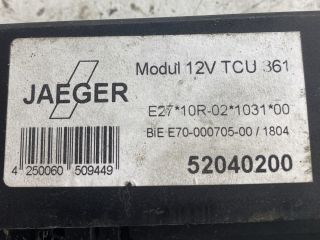 Modul 12V TCU 361
JAEGER
E27*10R-02*1031*00
BiE E70-000705-00 / 1804
52040200
4 250060 509449